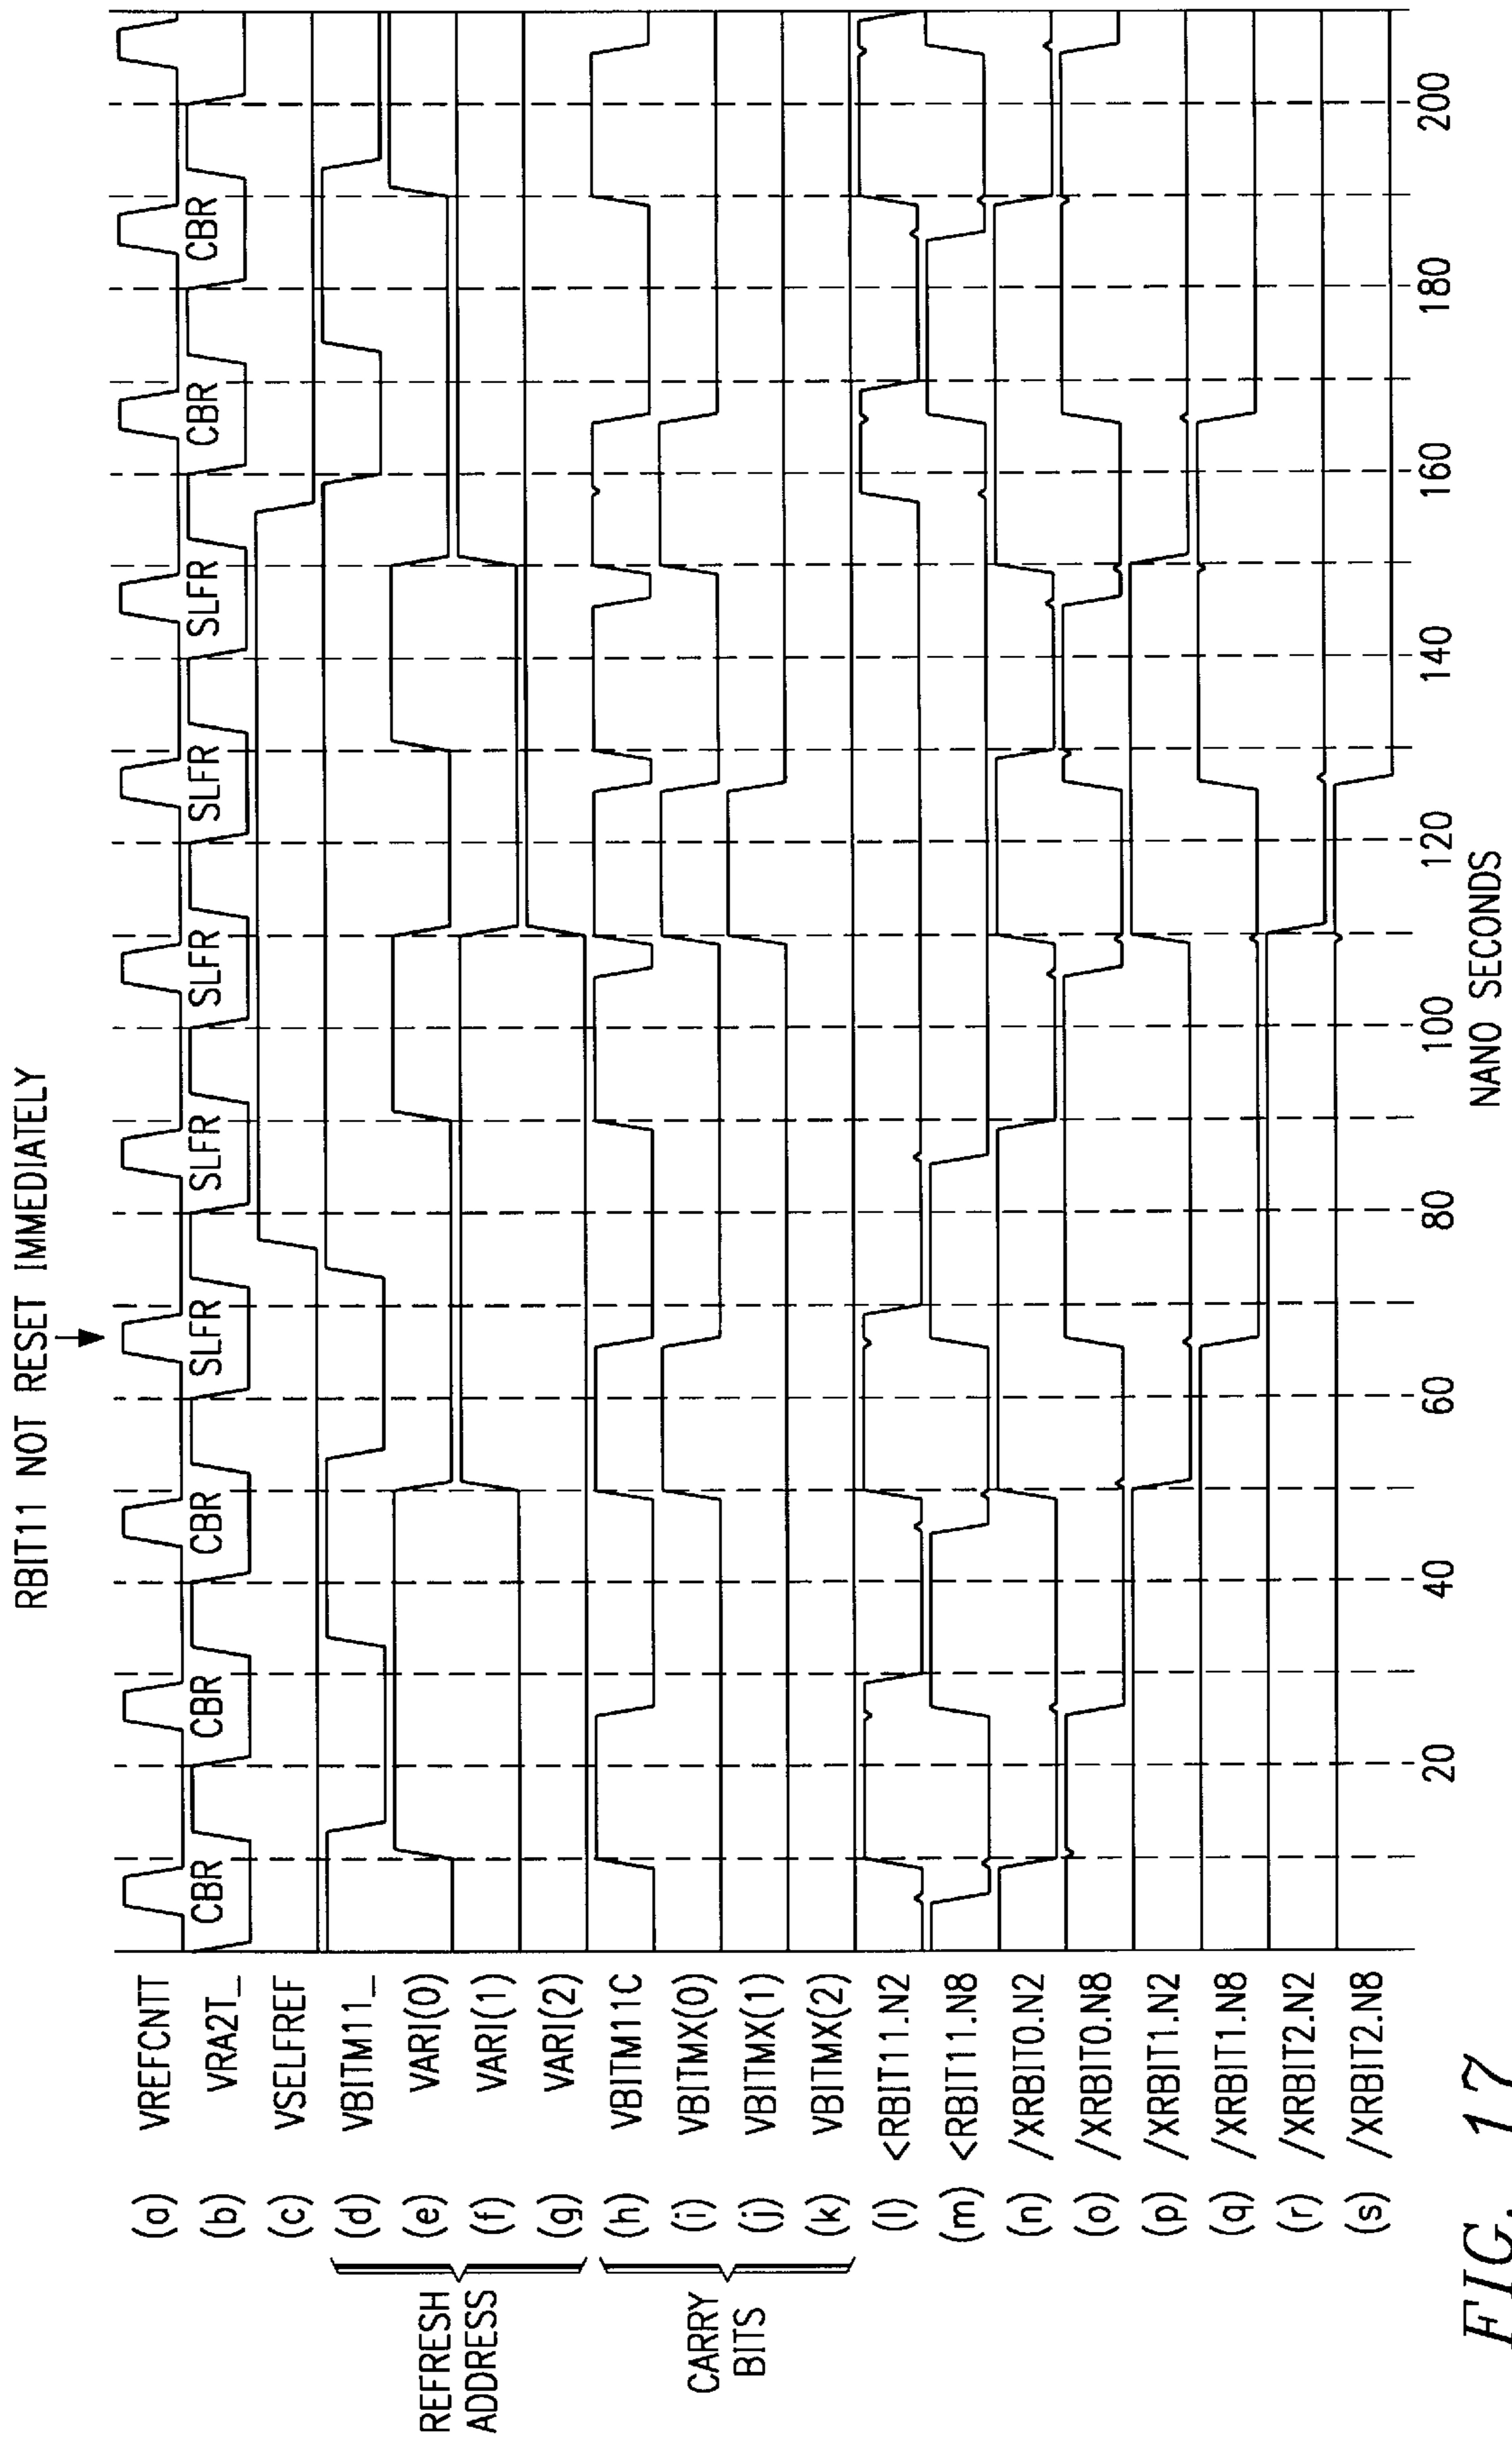 RBIT11 NOT RESET IMMEDIATELY
(a) VREFCNTT
(b) VRA2T_
CBR CBR CBR SLFR SLFR SLFR SLFR SLFR CBR CBR
(c) VSELFREF
(d) VBITM11_
(e) VARI(0)
(f) VARI(1)
(g) VARI(2)
REFRESH
ADDRESS
(h) VBITM11C
(i) VBITMX(0)
(j) VBITMX(1)
(k) VBITMX(2)
CARRY
BITS
(l) <RBIT11.N2
(m) <RBIT11.N8
(n) /XRBIT0.N2
(o) /XRBIT0.N8
(p) /XRBIT1.N2
(q) /XRBIT1.N8
(r) /XRBIT2.N2
(s) /XRBIT2.N8
20 40 60 80 100 120 140 160 180 200
NANO SECONDS
FIG. 17